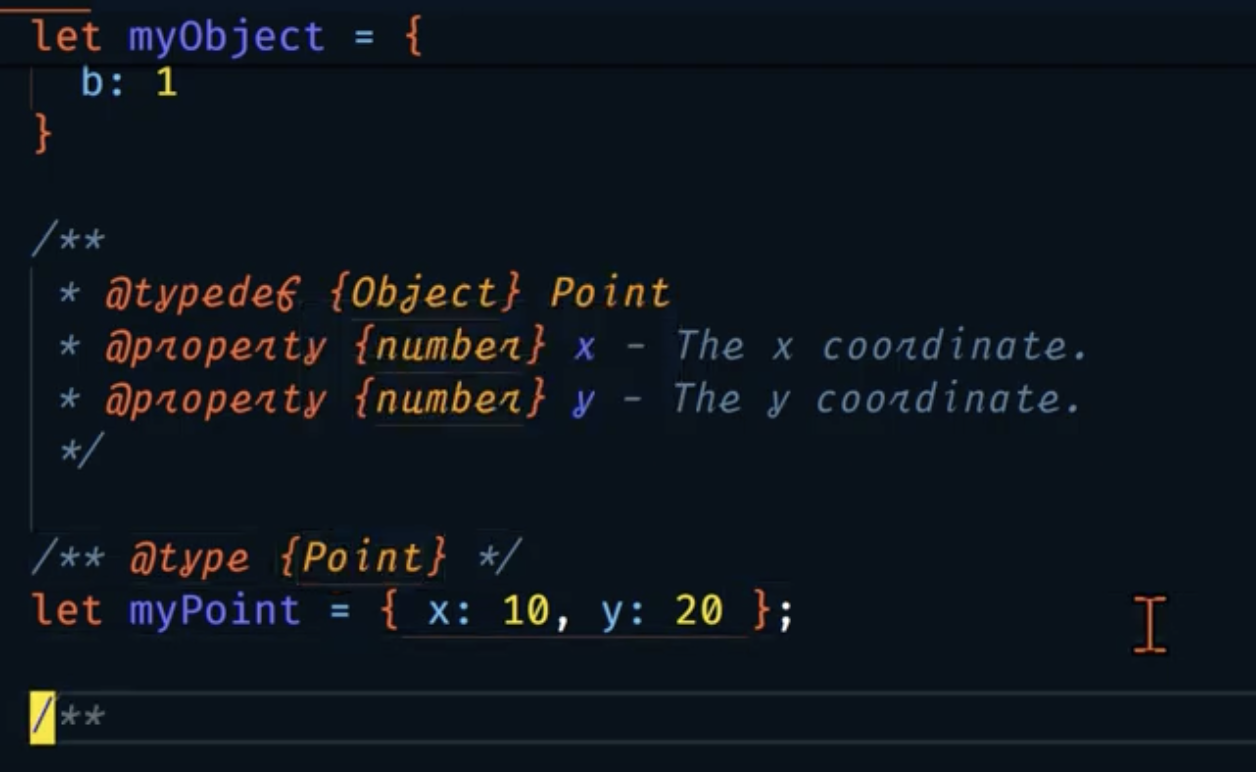 let myObject = {
  b: 1
}
/**
 * @typedef {Object} Point
 * @property {number} x - The x coordinate.
 * @property {number} y - The y coordinate.
 */
/** @type {Point} */
let myPoint = { x: 10, y: 20 };
/**